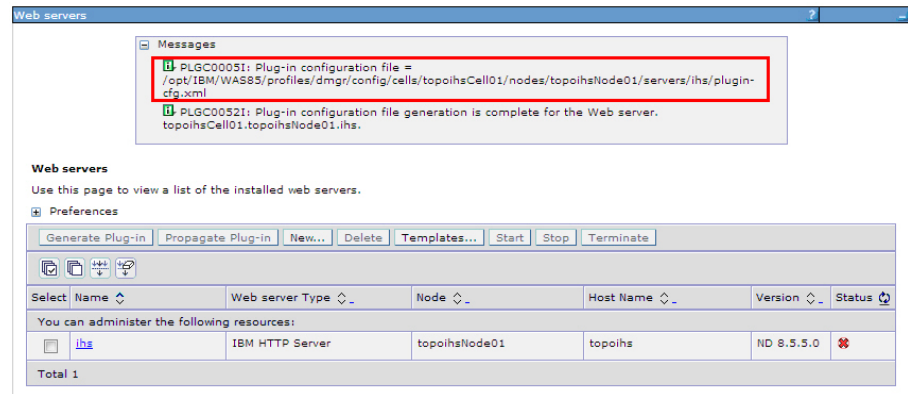 Web servers ? _
Messages
PLGC0005I: Plug-in configuration file =
/opt/IBM/WAS85/profiles/dmgr/config/cells/topoihsCell01/nodes/topoihsNode01/servers/ihs/plugin-
cfg.xml
PLGC0052I: Plug-in configuration file generation is complete for the Web server.
topoihsCell01.topoihsNode01.ihs.
Web servers
Use this page to view a list of the installed web servers.
Preferences
Generate Plug-in Propagate Plug-in New... Delete Templates... Start Stop Terminate
Select Name Web server Type Node Host Name Version Status
You can administer the following resources:
ihs IBM HTTP Server topoihsNode01 topoihs ND 8.5.5.0
Total 1